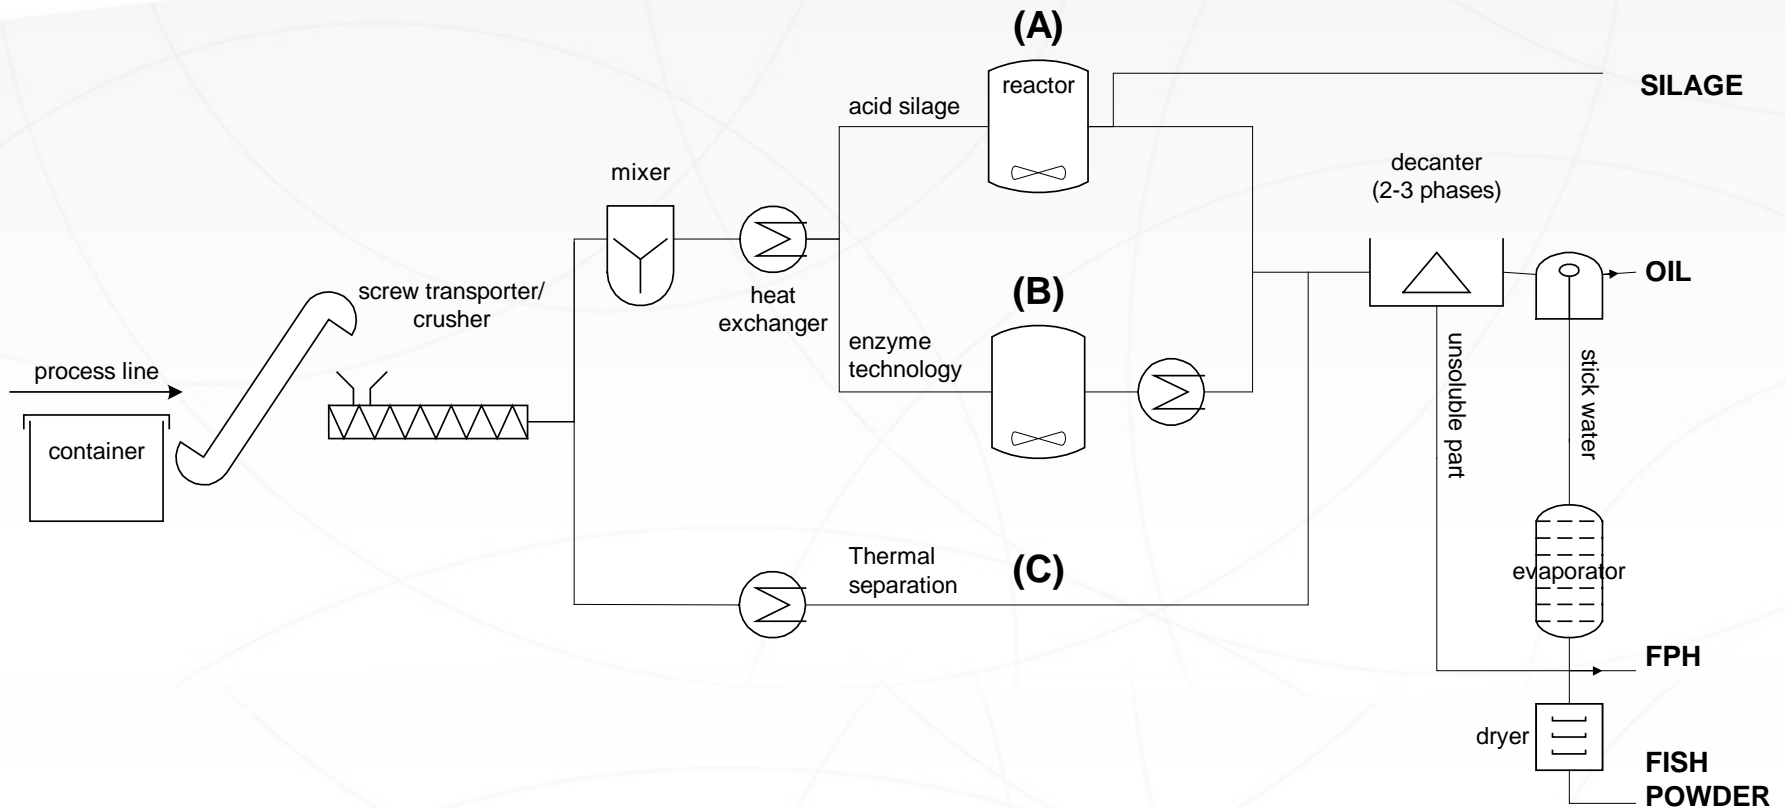 (A)
reactor
SILAGE
acid silage
decanter
(2-3 phases)
mixer
OIL
(B)
screw transporter/
crusher
heat
exchanger
enzyme
technology
process line
container
unsoluble part
stick water
Thermal
separation
(C)
evaporator
FPH
dryer
FISH
POWDER